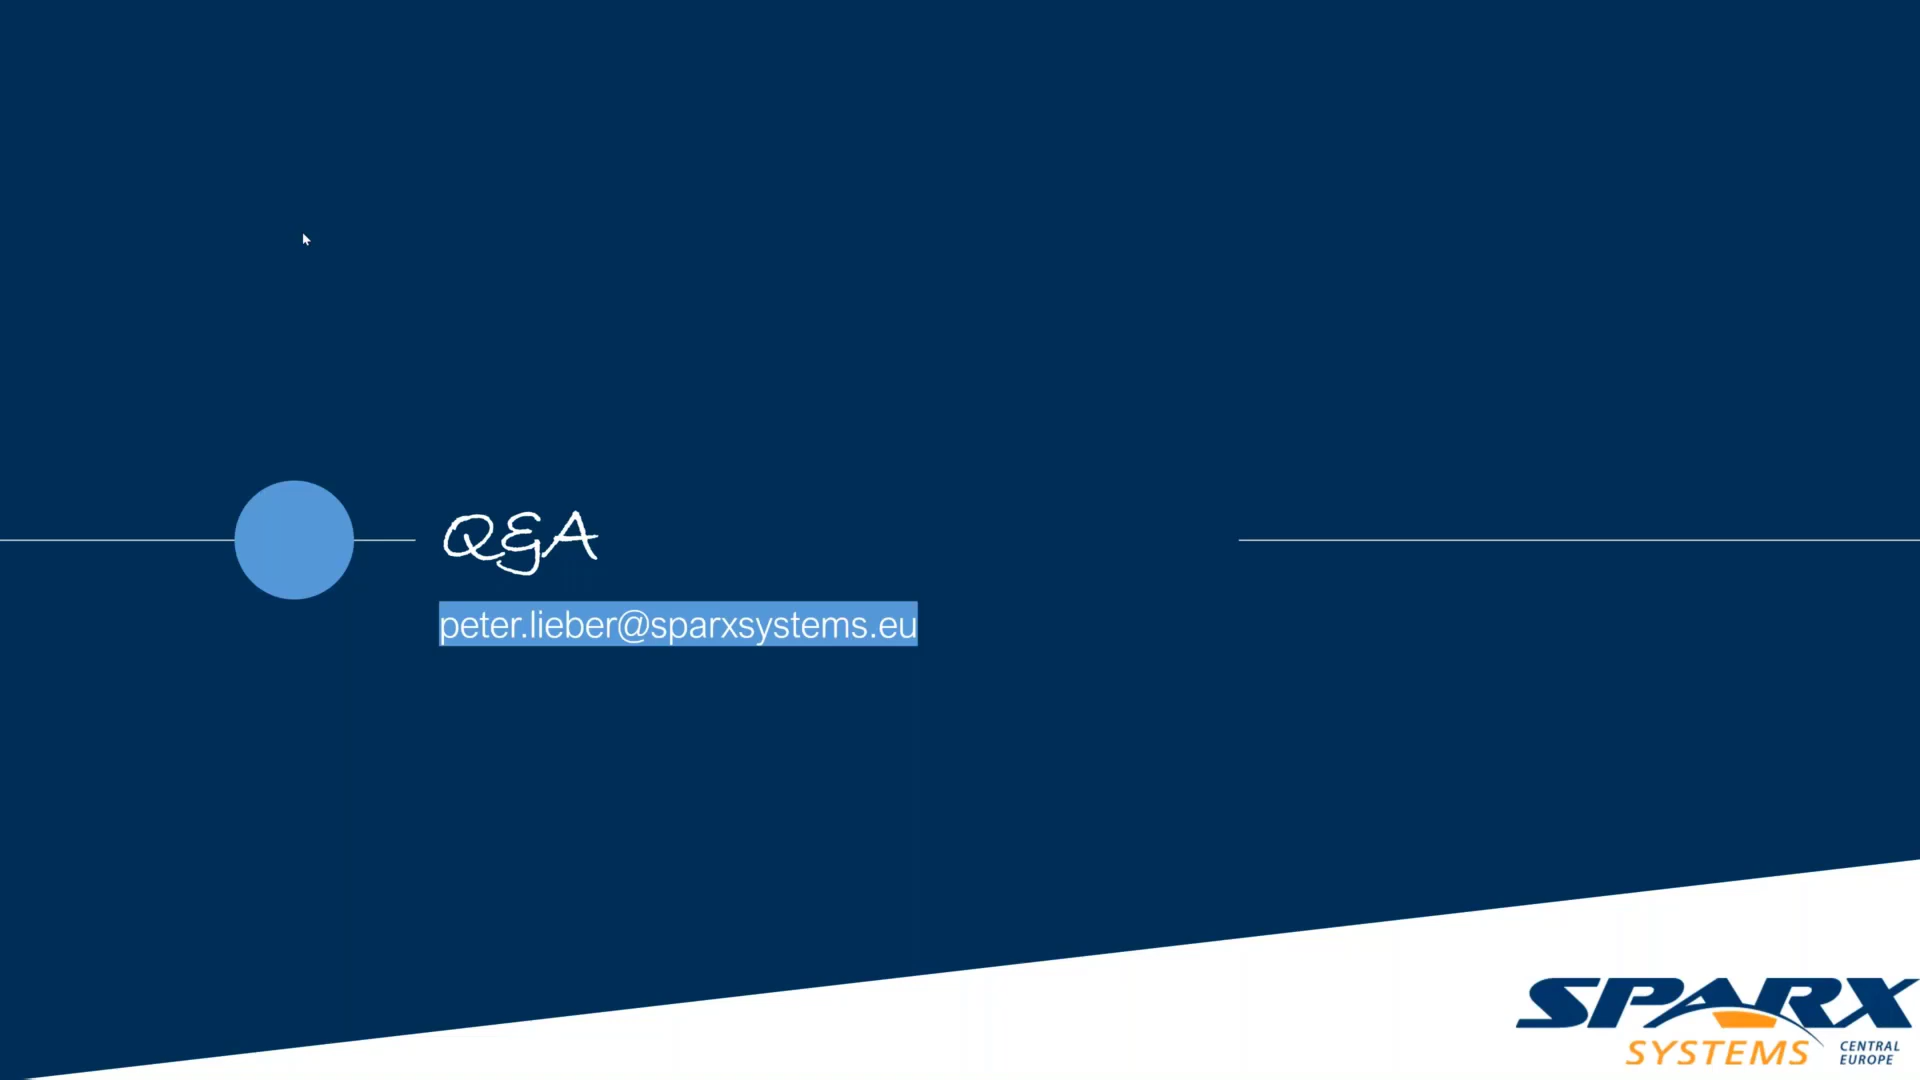 Q&A
peter.lieber@sparxsystems.eu
SPARX
SYSTEMS
CENTRAL
EUROPE